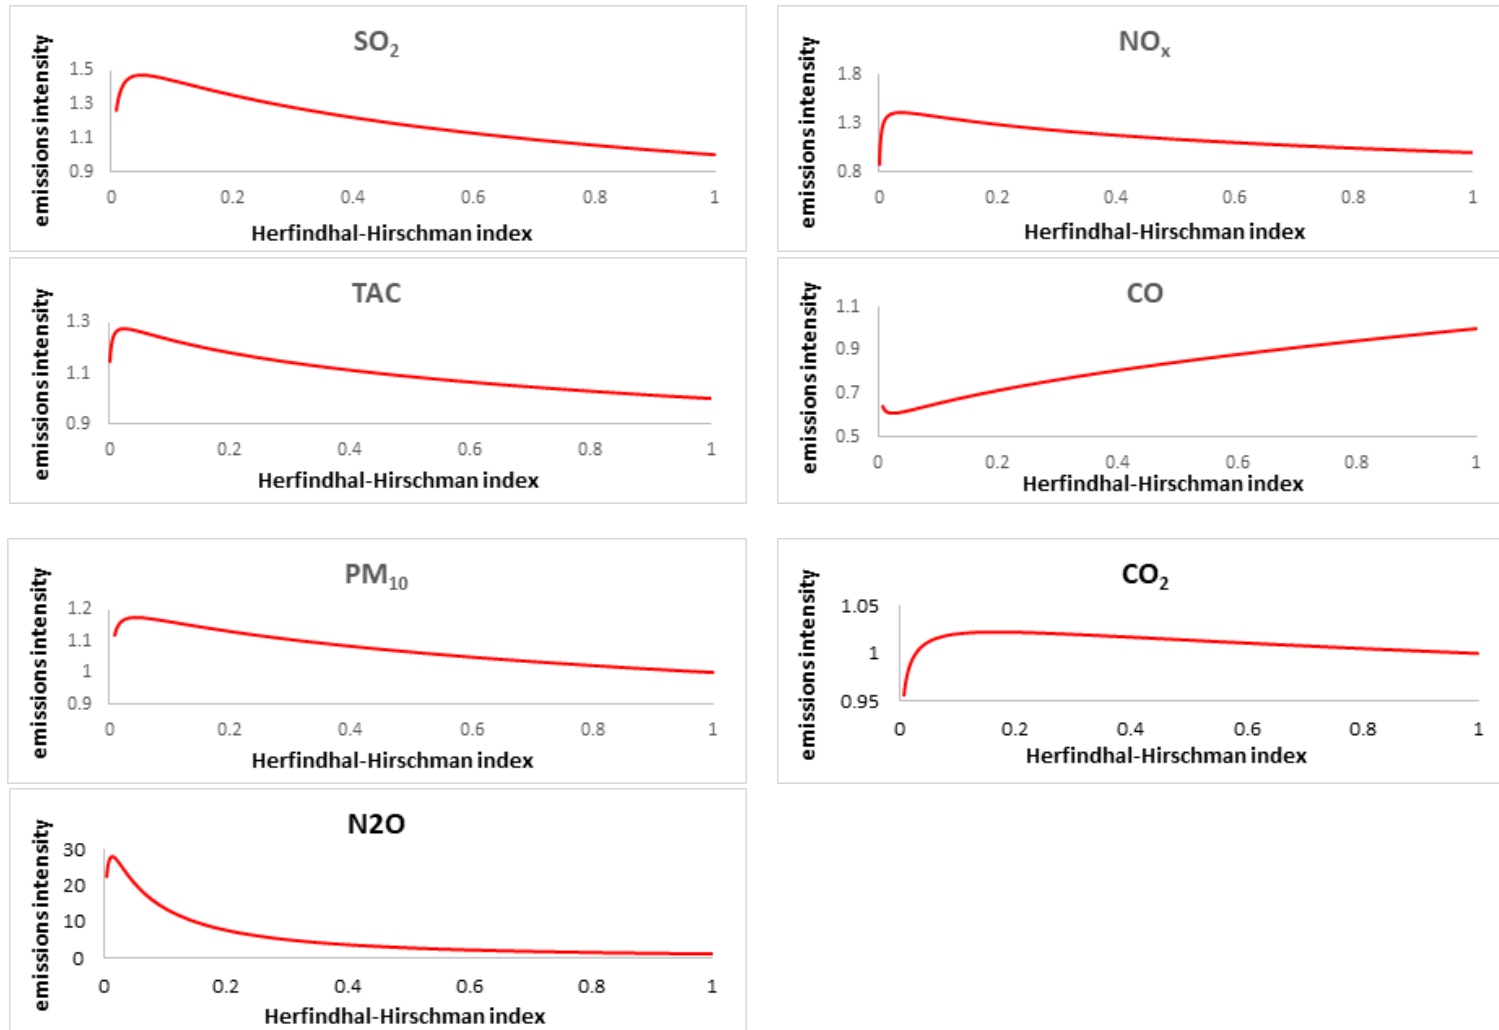 SO₂
emissions intensity
1.5
1.3
1.1
0.9
0 0.2 0.4 0.6 0.8 1
Herfindhal-Hirschman index
NOₓ
emissions intensity
1.8
1.3
0.8
0 0.2 0.4 0.6 0.8 1
Herfindhal-Hirschman index
TAC
emissions intensity
1.3
1.1
0.9
0 0.2 0.4 0.6 0.8 1
Herfindhal-Hirschman index
CO
emissions intensity
1.1
0.9
0.7
0.5
0 0.2 0.4 0.6 0.8 1
Herfindhal-Hirschman index
PM₁₀
emissions intensity
1.2
1.1
1
0.9
0 0.2 0.4 0.6 0.8 1
Herfindhal-Hirschman index
CO₂
emissions intensity
1.05
1
0.95
0 0.2 0.4 0.6 0.8 1
Herfindhal-Hirschman index
N2O
emissions intensity
30
20
10
0
0 0.2 0.4 0.6 0.8 1
Herfindhal-Hirschman index